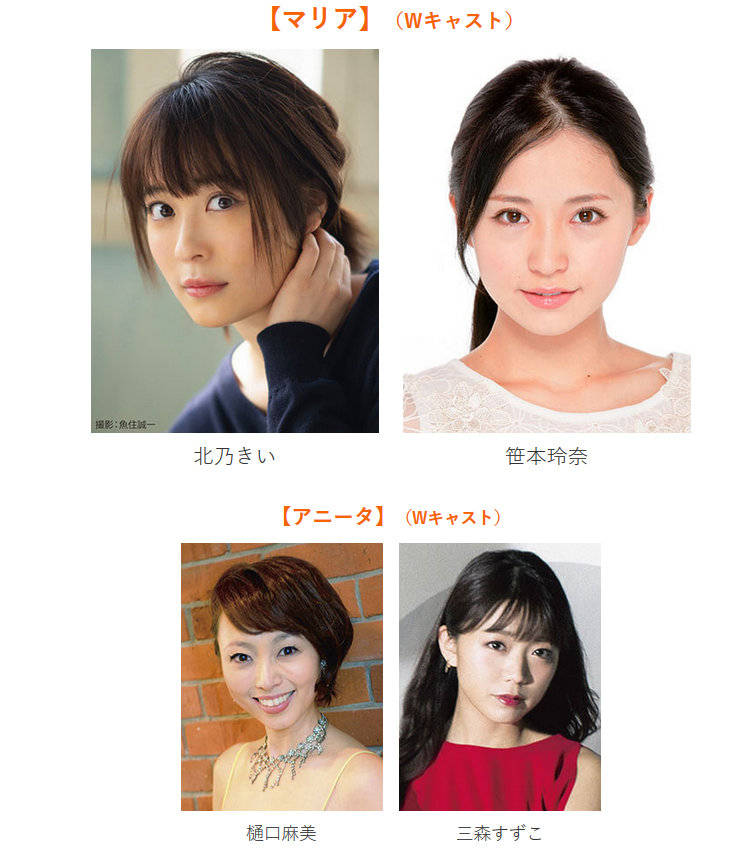 【マリア】（Wキャスト）
撮影：魚住誠一
北乃きい
笹本玲奈
【アニータ】（Wキャスト）
樋口麻美
三森すずこ